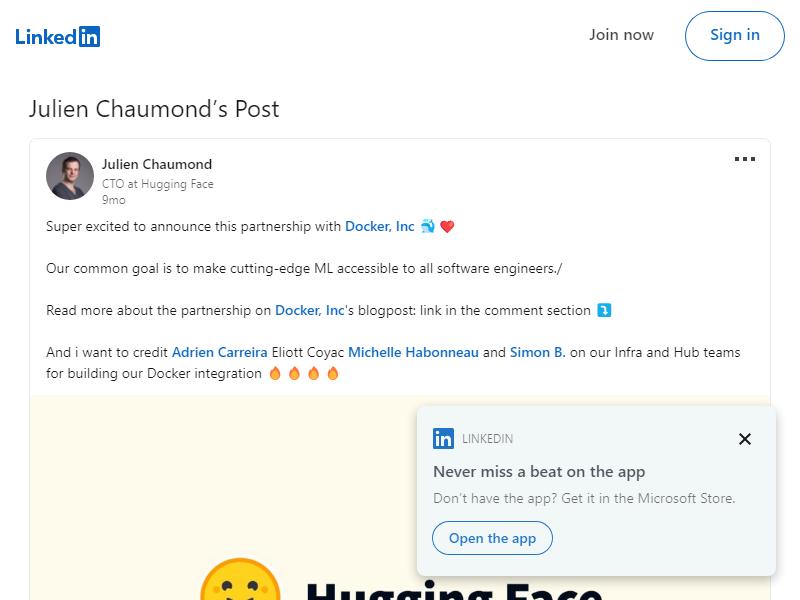 Linkedin
Join now
Sign in
Julien Chaumond’s Post
Julien Chaumond
CTO at Hugging Face
9mo
Super excited to announce this partnership with Docker, Inc 🐳 ❤️
Our common goal is to make cutting-edge ML accessible to all software engineers./
Read more about the partnership on Docker, Inc's blogpost: link in the comment section ⤵️
And i want to credit Adrien Carreira Eliott Coyac Michelle Habonneau and Simon B. on our Infra and Hub teams
for building our Docker integration 🔥 🔥 🔥 🔥
in LINKEDIN
Never miss a beat on the app
Don't have the app? Get it in the Microsoft Store.
Open the app
Hugging Face